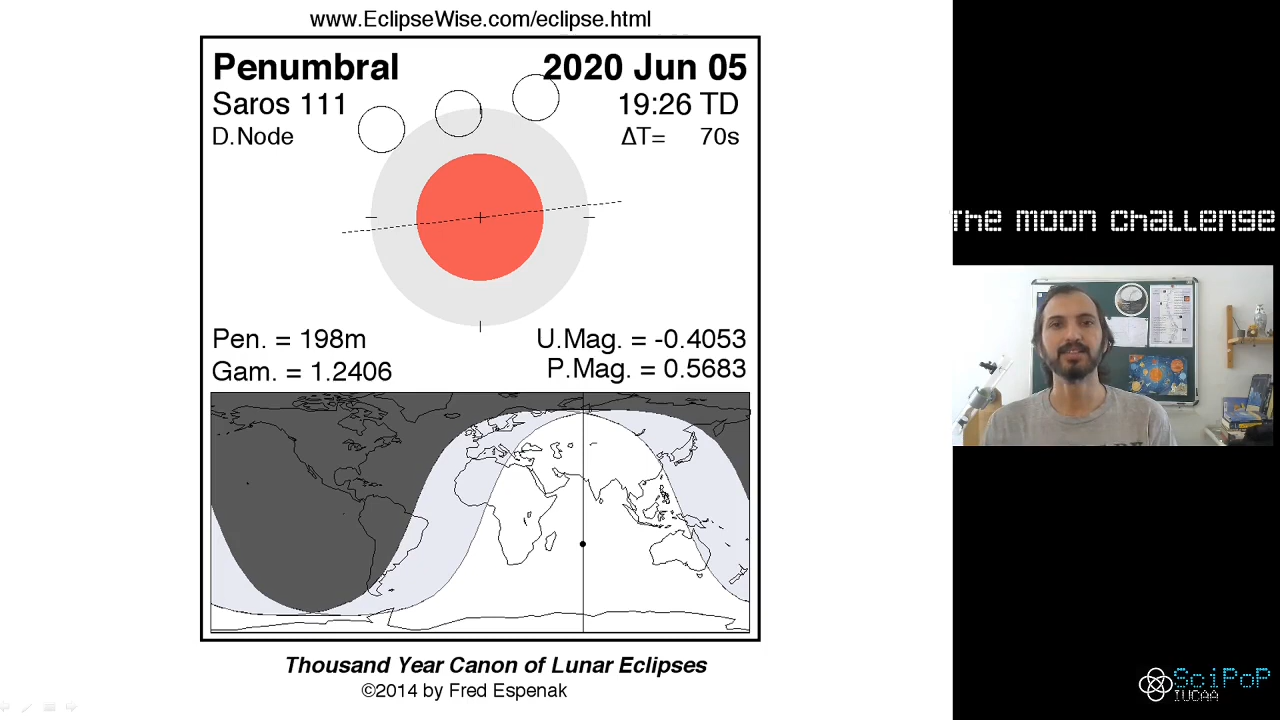 www.EclipseWise.com/eclipse.html
Penumbral 2020 Jun 05
Saros 111 19:26 TD
D.Node ΔT= 70s
Pen. = 198m U.Mag. = -0.4053
Gam. = 1.2406 P.Mag. = 0.5683
Thousand Year Canon of Lunar Eclipses
©2014 by Fred Espenak
The moon challenge
SciPoP
IUCAA